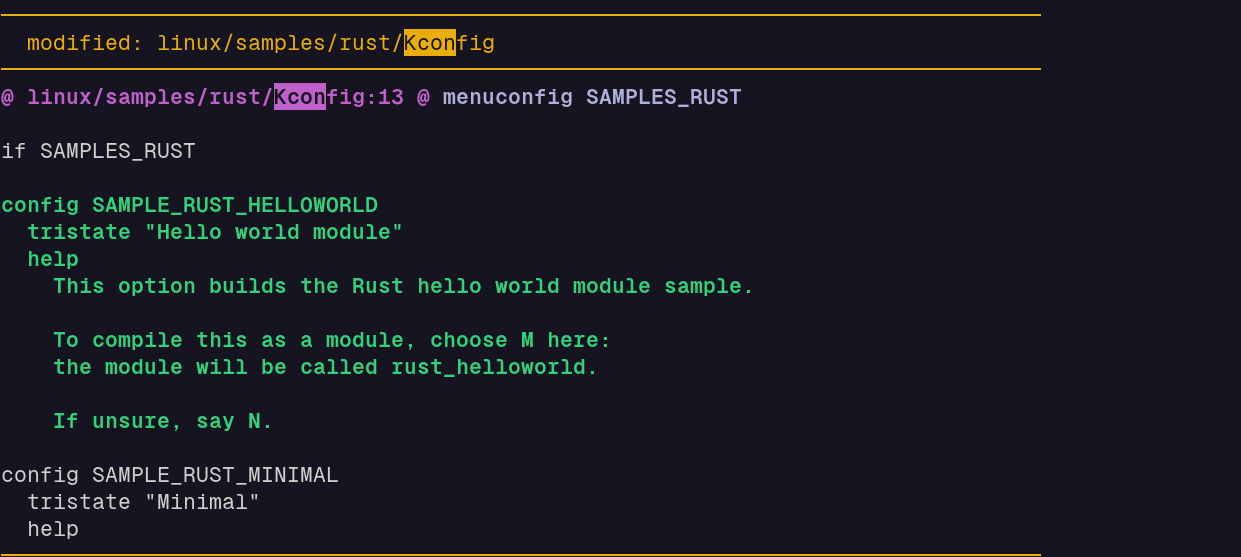 modified: linux/samples/rust/Kconfig
@ linux/samples/rust/Kconfig:13 @ menuconfig SAMPLES_RUST
if SAMPLES_RUST
config SAMPLE_RUST_HELLOWORLD
tristate "Hello world module"
help
This option builds the Rust hello world module sample.
To compile this as a module, choose M here:
the module will be called rust_helloworld.
If unsure, say N.
config SAMPLE_RUST_MINIMAL
tristate "Minimal"
help